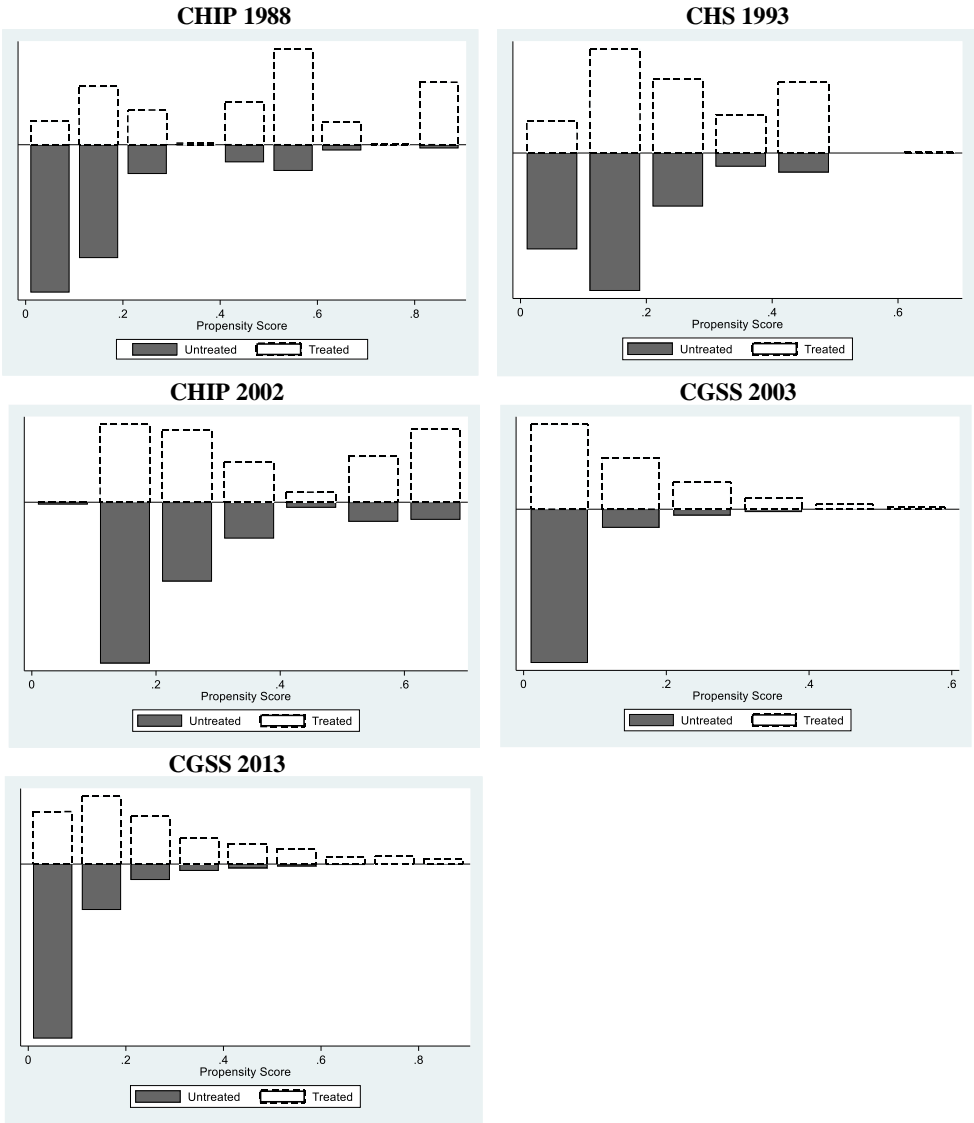 CHIP 1988
0 .2 .4 .6 .8
Propensity Score
Untreated Treated
CHS 1993
0 .2 .4 .6
Propensity Score
Untreated Treated
CHIP 2002
0 .2 .4 .6
Propensity Score
Untreated Treated
CGSS 2003
0 .2 .4 .6
Propensity Score
Untreated Treated
CGSS 2013
0 .2 .4 .6 .8
Propensity Score
Untreated Treated